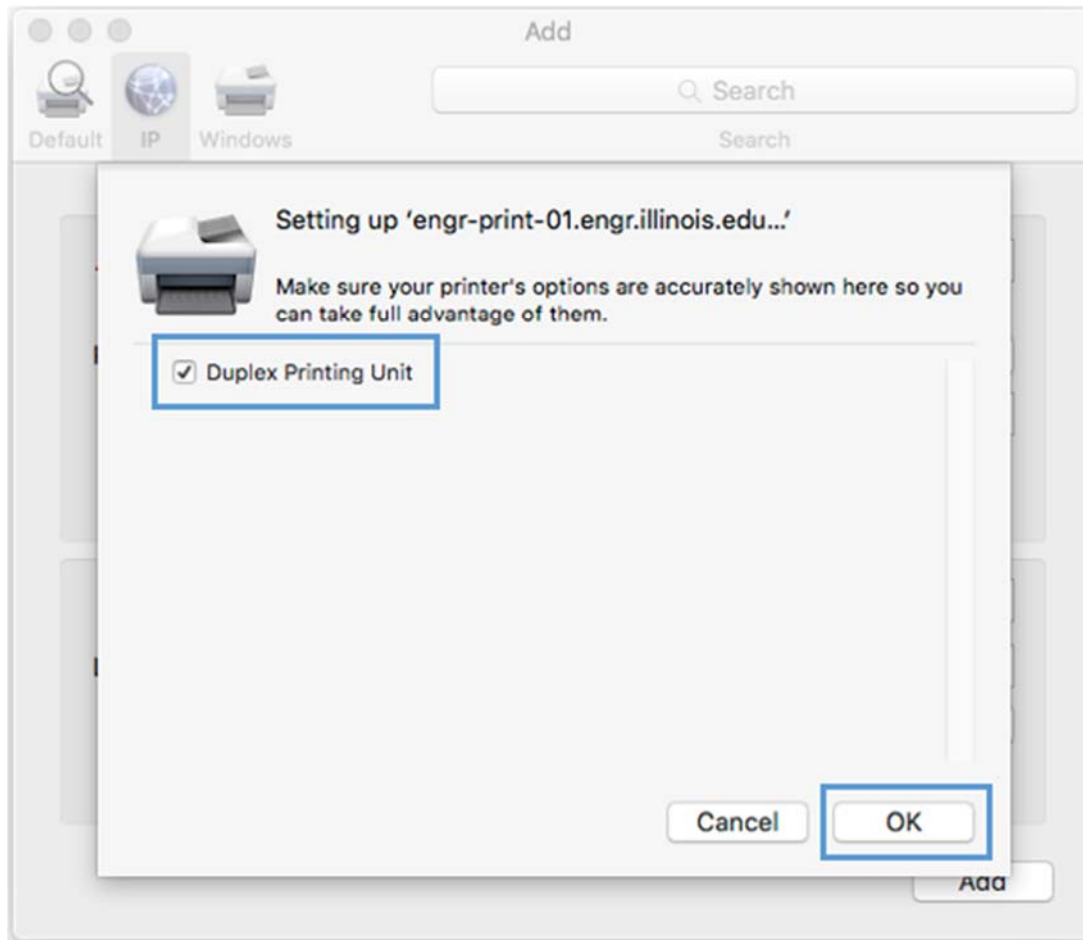 Add
Search
Default IP Windows Search
Setting up ‘engr-print-01.engr.illinois.edu...’
Make sure your printer's options are accurately shown here so you
can take full advantage of them.
Duplex Printing Unit
Cancel OK
Add